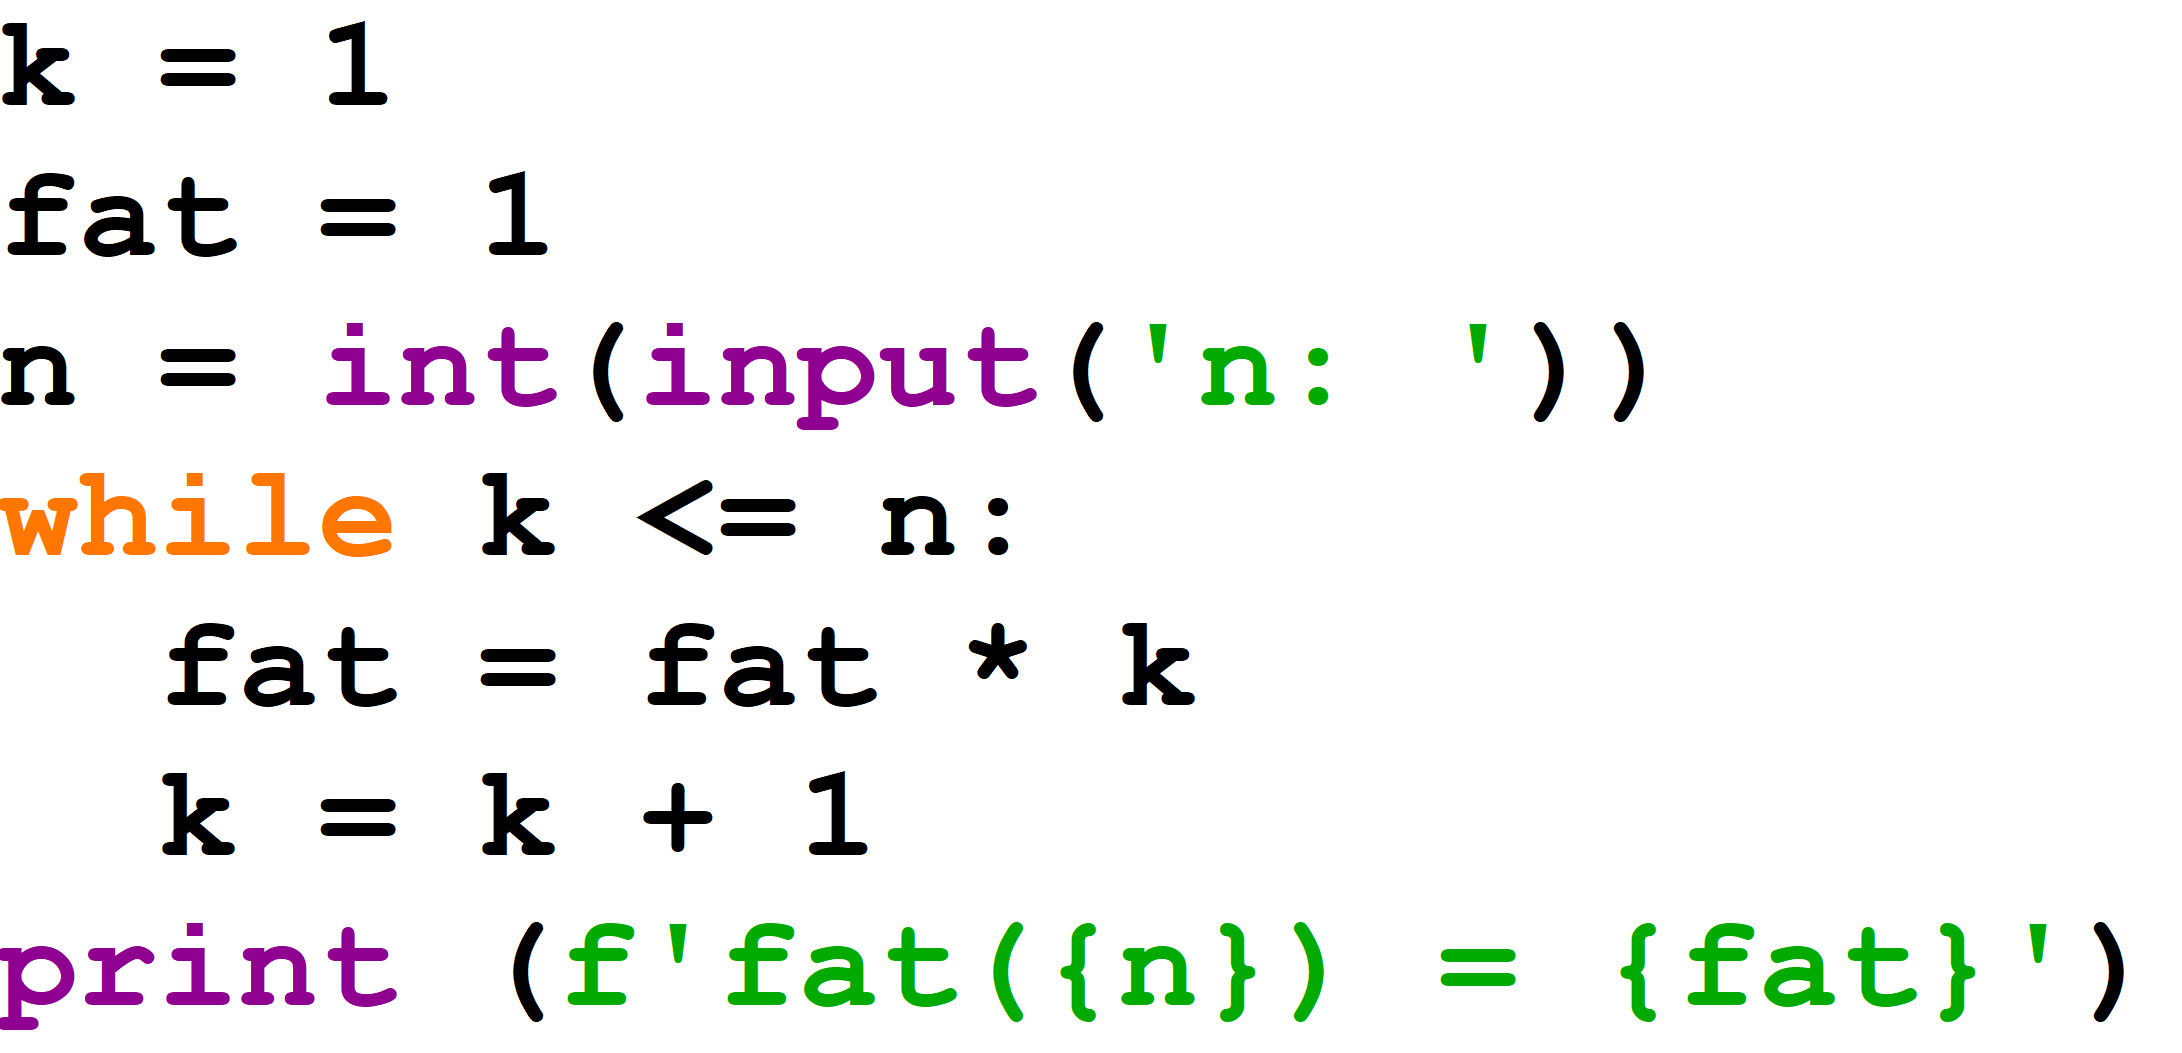 k = 1
fat = 1
n = int(input('n: '))
while k <= n:
  fat = fat * k
  k = k + 1
print (f'fat({n}) = {fat}')